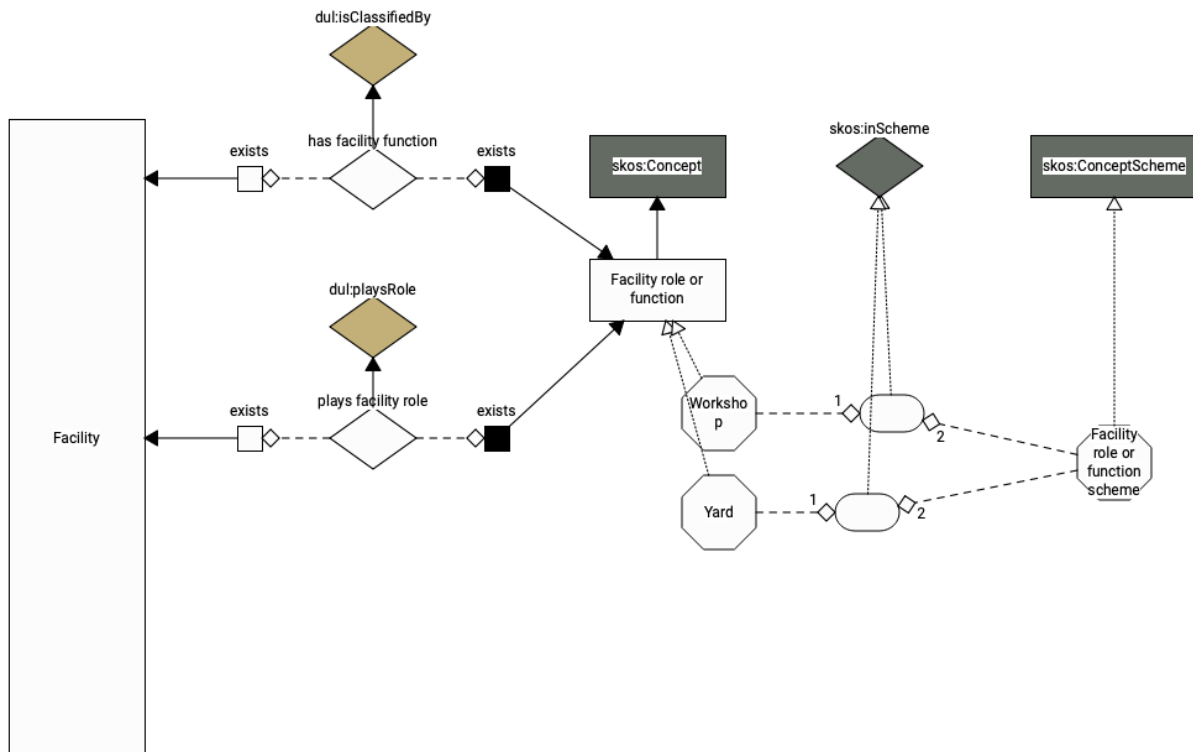 dul:isClassifiedBy
has facility function
exists
exists
skos:Concept
skos:inScheme
skos:ConceptScheme
Facility role or
function
dul:playsRole
plays facility role
exists
exists
Facility
Worksho
p
1
2
Facility
role or
function
scheme
Yard
1
2